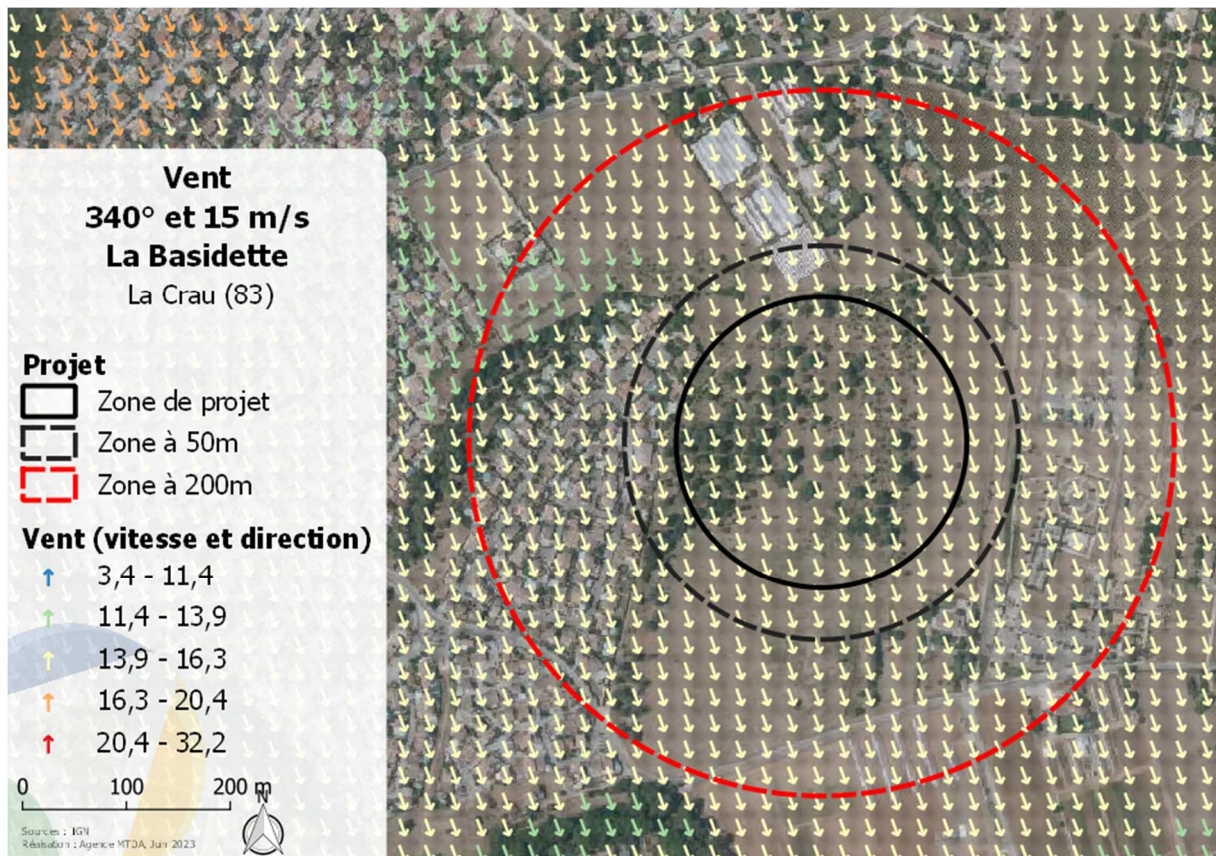 Vent
340° et 15 m/s
La Basidette
La Crau (83)
Projet
Zone de projet
Zone à 50m
Zone à 200m
Vent (vitesse et direction)
3,4 - 11,4
11,4 - 13,9
13,9 - 16,3
16,3 - 20,4
20,4 - 32,2
0 100 200 m
N
Sources : IGN
Réalisation : Agence MTDA, Juin 2023